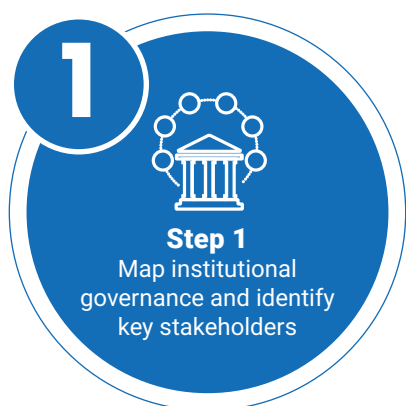 1
Step 1
Map institutional
governance and identify
key stakeholders